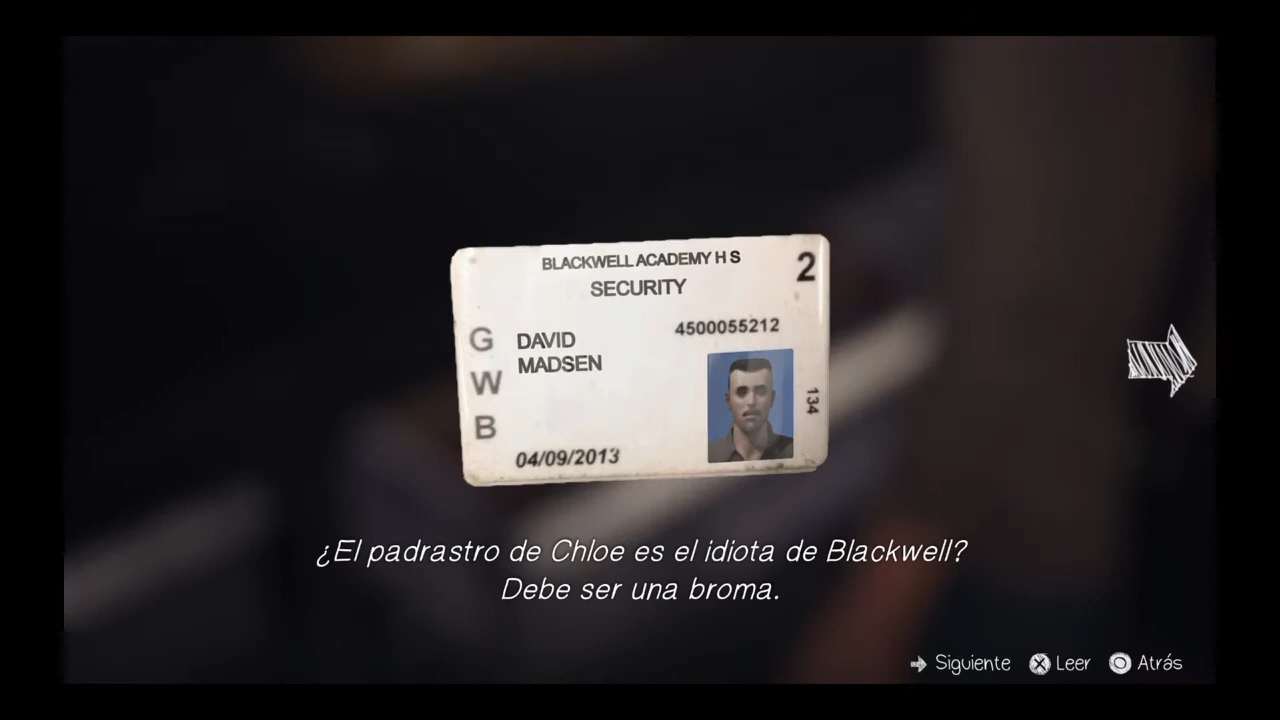 BLACKWELL ACADEMY H S
2
SECURITY
4500055212
G
DAVID
MADSEN
W
B
134
04/09/2013
¿El padrastro de Chloe es el idiota de Blackwell?
Debe ser una broma.
Siguiente Leer Atrás